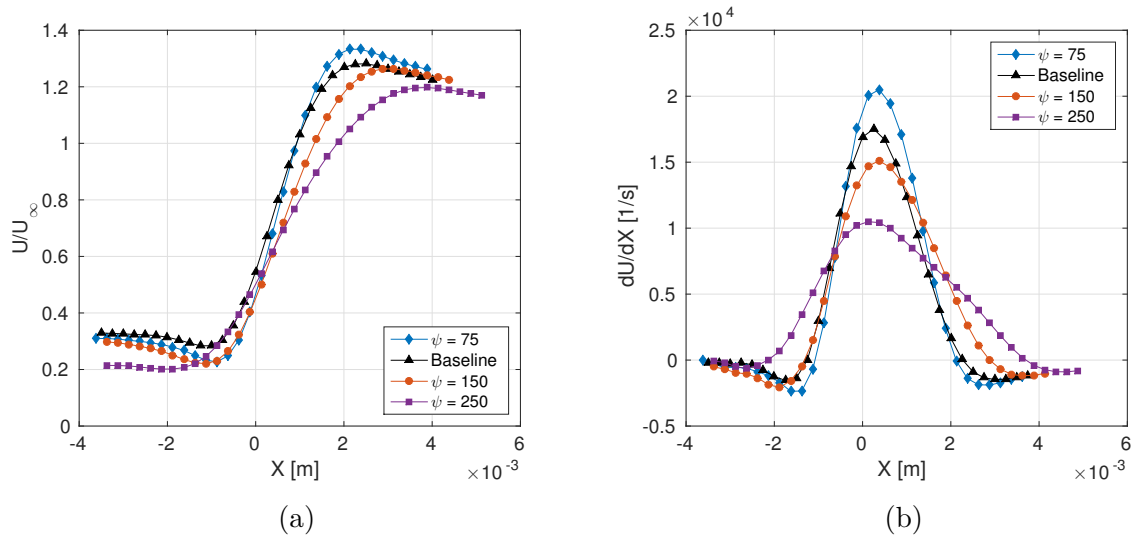 1.4
1.2
1
0.8
0.6
0.4
0.2
0
U/U∞
-4 -2 0 2 4 6
X [m] ×10⁻³
ψ = 75
Baseline
ψ = 150
ψ = 250
(a)
×10⁴
2.5
2
1.5
1
0.5
0
-0.5
dU/dX [1/s]
-4 -2 0 2 4 6
X [m] ×10⁻³
ψ = 75
Baseline
ψ = 150
ψ = 250
(b)